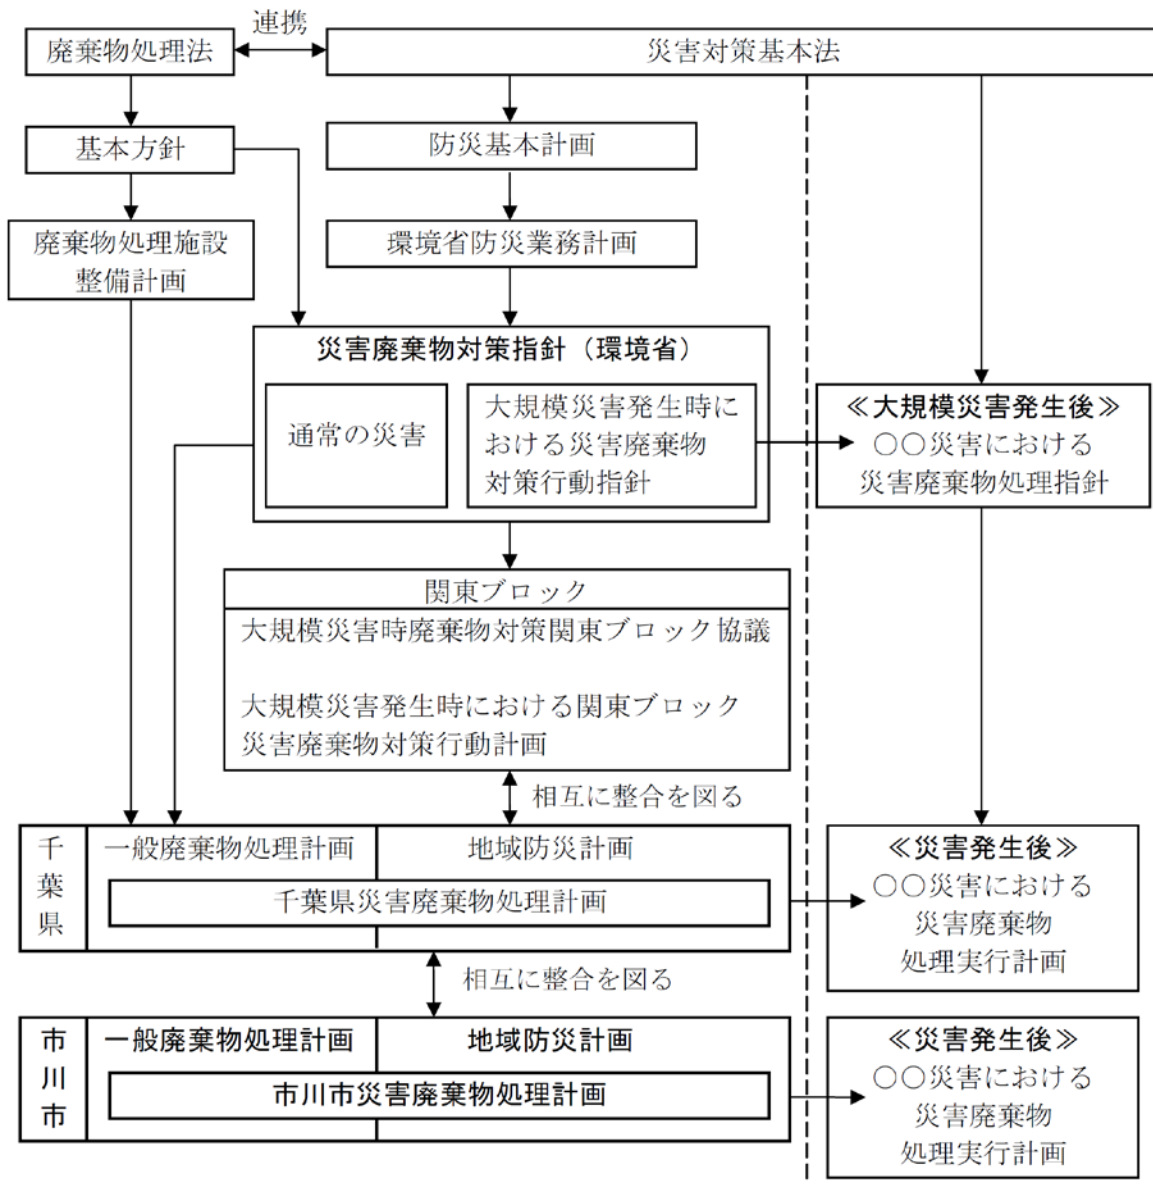 連携
廃棄物処理法
災害対策基本法
基本方針
防災基本計画
廃棄物処理施設
整備計画
環境省防災業務計画
災害廃棄物対策指針（環境省）
通常の災害
大規模災害発生時に
おける災害廃棄物
対策行動指針
≪大規模災害発生後≫
〇〇災害における
災害廃棄物処理指針
関東ブロック
大規模災害時廃棄物対策関東ブロック協議
大規模災害発生時における関東ブロック
災害廃棄物対策行動計画
相互に整合を図る
千葉県
一般廃棄物処理計画
地域防災計画
千葉県災害廃棄物処理計画
≪災害発生後≫
〇〇災害における
災害廃棄物
処理実行計画
相互に整合を図る
市川市
一般廃棄物処理計画
地域防災計画
市川市災害廃棄物処理計画
≪災害発生後≫
〇〇災害における
災害廃棄物
処理実行計画